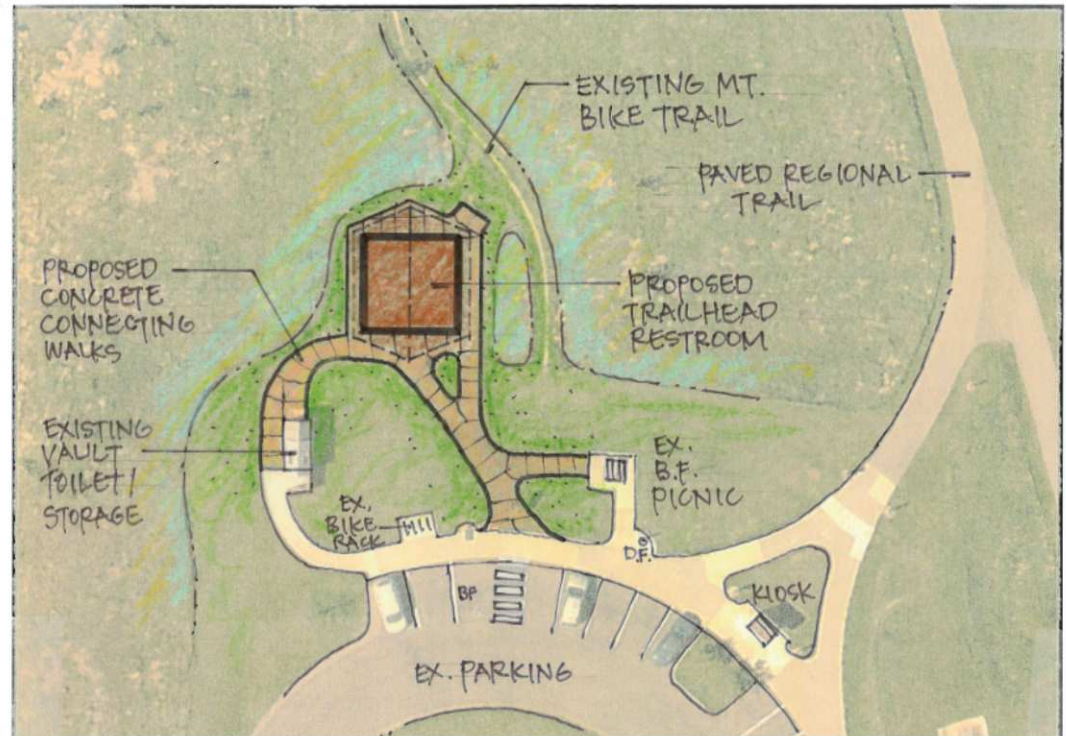 EXISTING MT.
BIKE TRAIL
PAVED REGIONAL
TRAIL
PROPOSED
CONCRETE
CONNECTING
WALKS
PROPOSED
TRAILHEAD
RESTROOM
EXISTING
VAULT
TOILET/
STORAGE
EX.
BIKE
RACK
EX.
B.F.
PICNIC
D.F.
KIOSK
BF
EX. PARKING